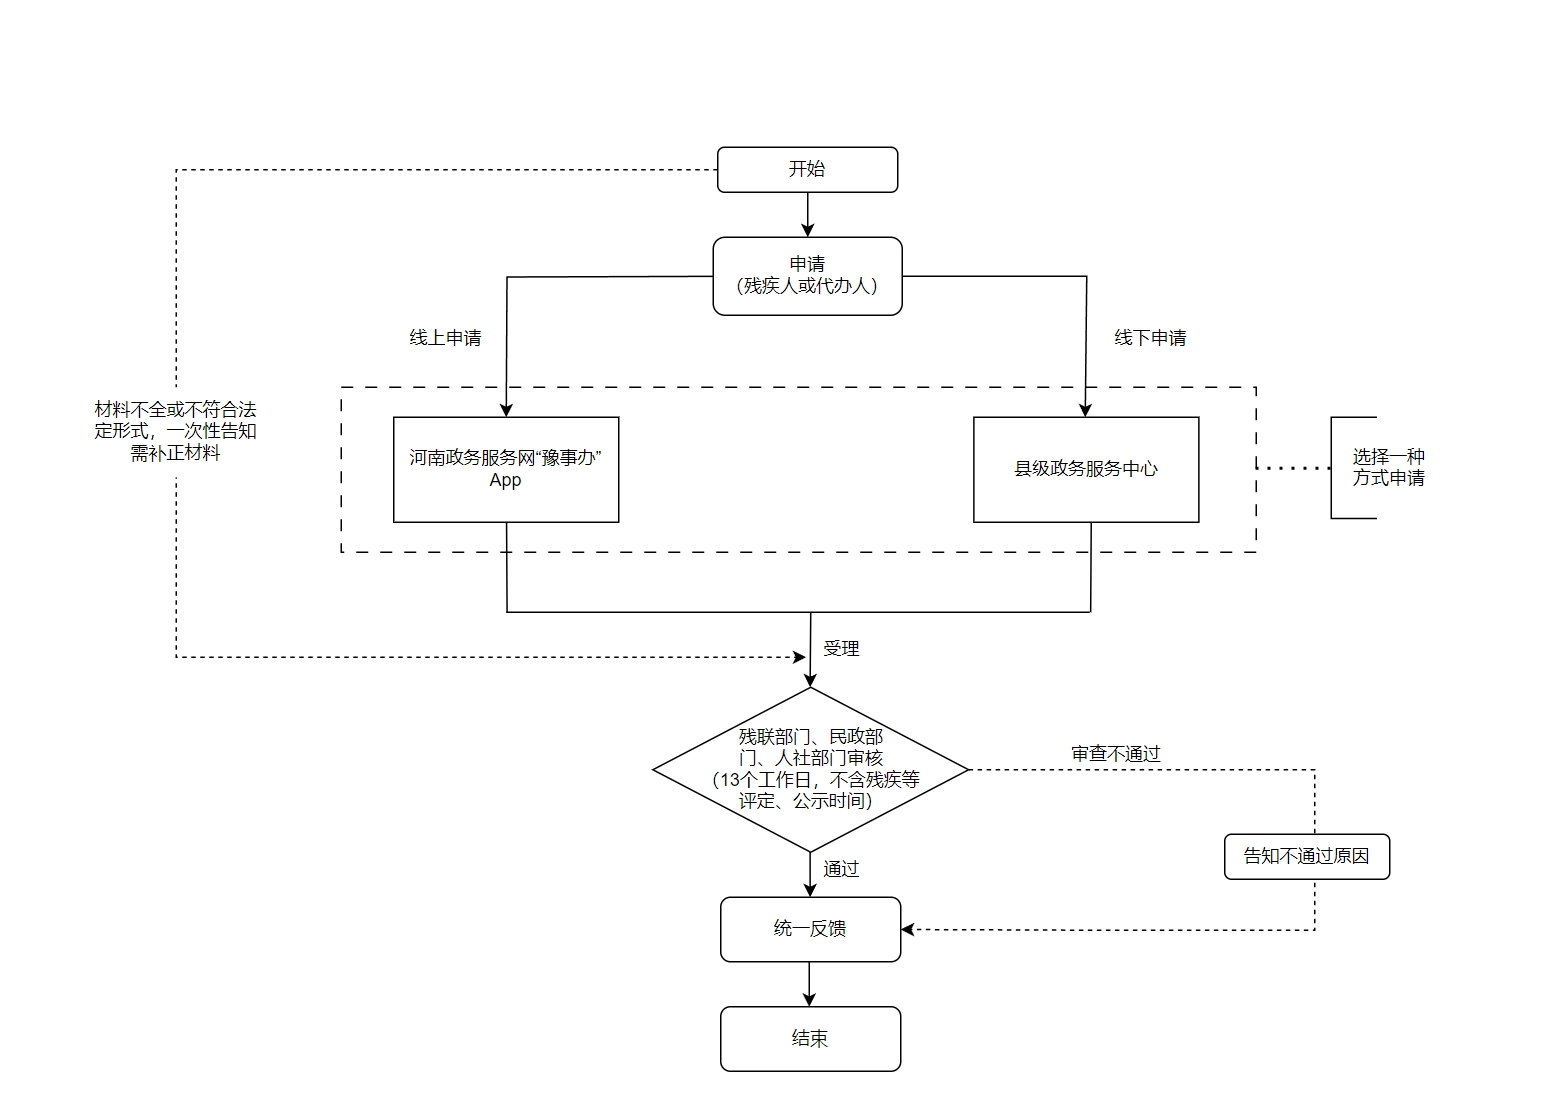 开始
申请
（残疾人或代办人）
线上申请
线下申请
材料不全或不符合法
定形式，一次性告知
需补正材料
河南政务服务网“豫事办”
App
县级政务服务中心
选择一种
方式申请
受理
残联部门、民政部
门、人社部门审核
（13个工作日，不含残疾等
评定、公示时间）
审查不通过
告知不通过原因
通过
统一反馈
结束